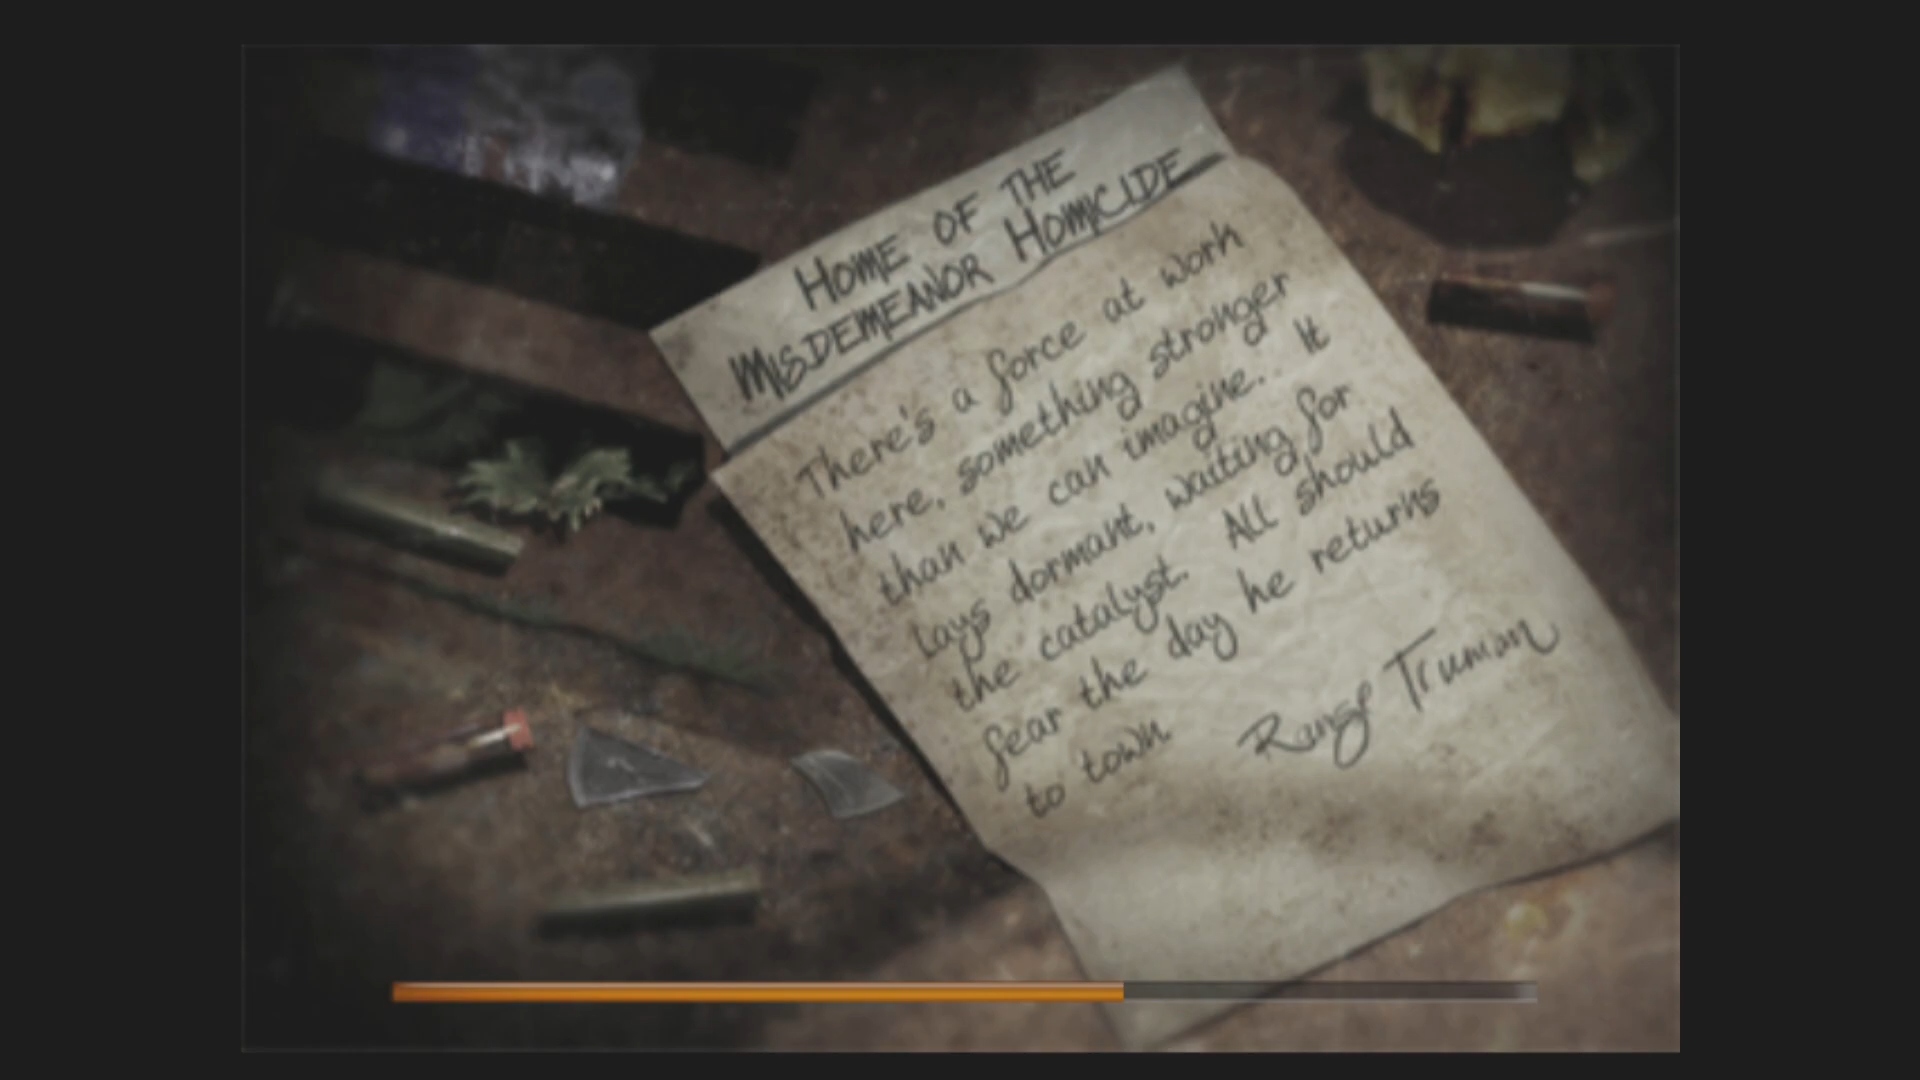 HOME OF THE
MISDEMEANOR HOMICIDE
There's a force at work
here, something stronger
than we can imagine. It
lays dormant, waiting for
the catalyst. All should
fear the day he returns
to town.
Range Truman